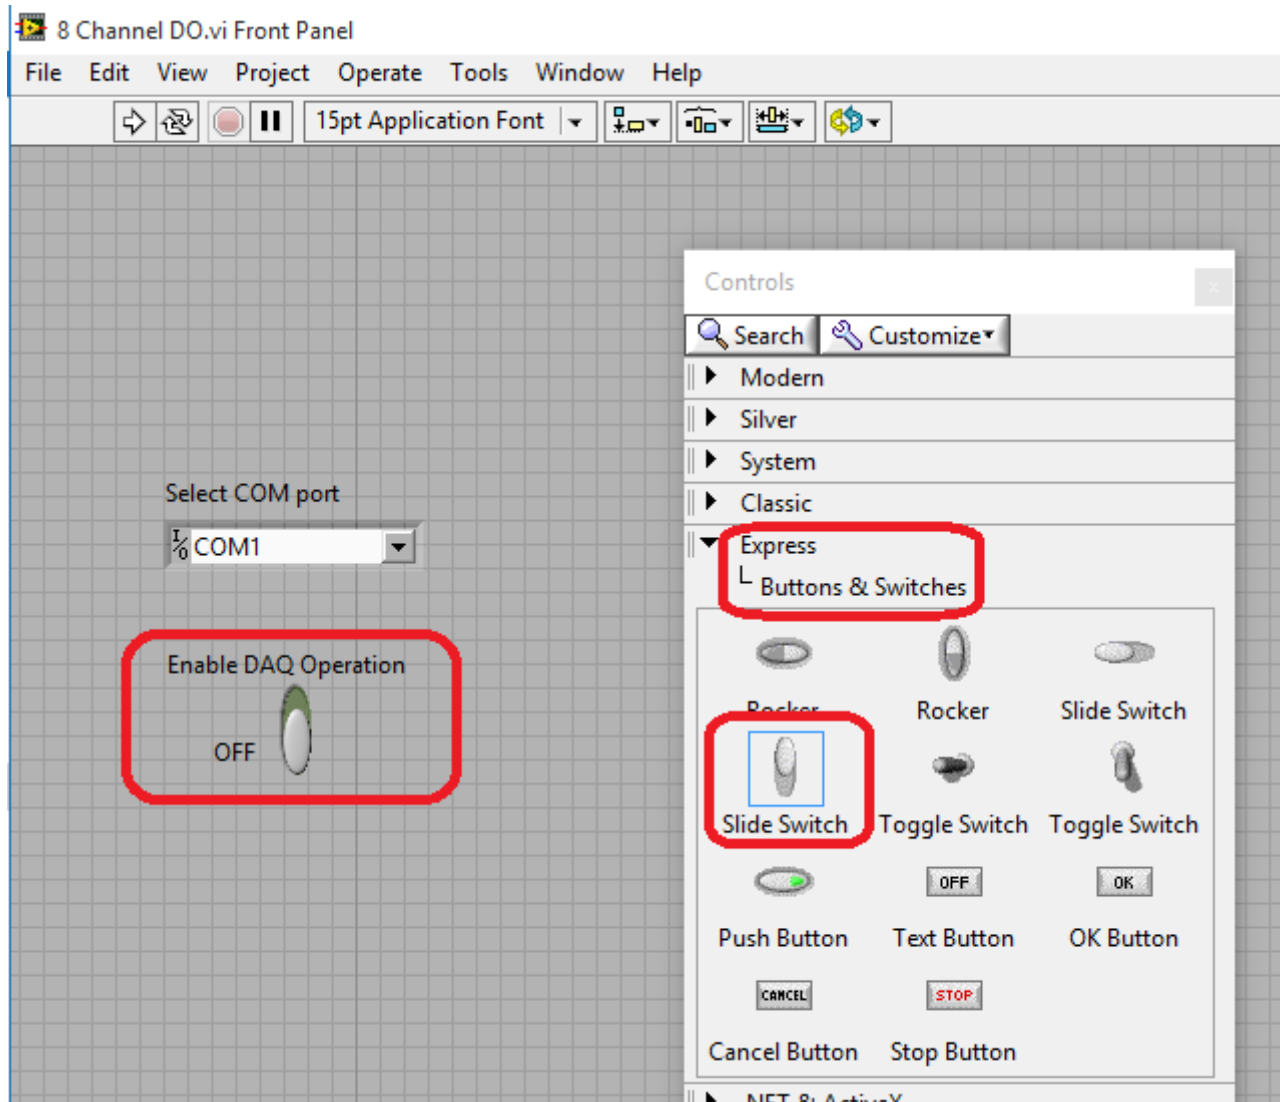 8 Channel DO.vi Front Panel
File Edit View Project Operate Tools Window Help
15pt Application Font
Controls
Search Customize
Modern
Silver
System
Classic
Express
Buttons & Switches
Select COM port
I/O COM1
Enable DAQ Operation
OFF
Rocker Rocker Slide Switch
Slide Switch Toggle Switch Toggle Switch
OFF OK
Push Button Text Button OK Button
CANCEL STOP
Cancel Button Stop Button
.NET & ActiveX